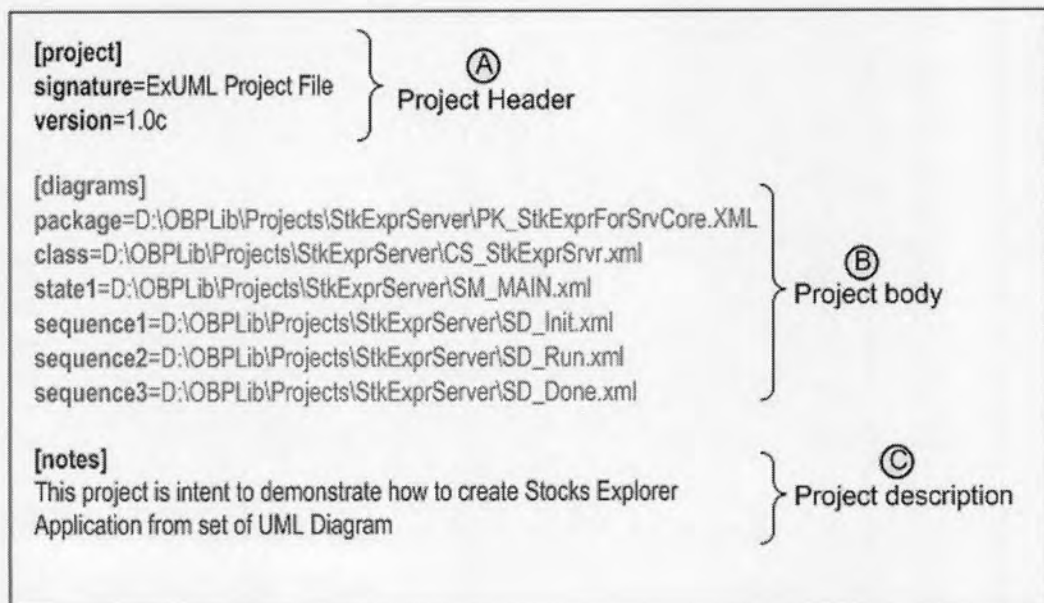 [project]
signature=ExUML Project File
version=1.0c
Ⓐ
Project Header
[diagrams]
package=D:\OBPLib\Projects\StkExprServer\PK_StkExprForSrvCore.XML
class=D:\OBPLib\Projects\StkExprServer\CS_StkExprSrvr.xml
state1=D:\OBPLib\Projects\StkExprServer\SM_MAIN.xml
sequence1=D:\OBPLib\Projects\StkExprServer\SD_Init.xml
sequence2=D:\OBPLib\Projects\StkExprServer\SD_Run.xml
sequence3=D:\OBPLib\Projects\StkExprServer\SD_Done.xml
Ⓑ
Project body
[notes]
This project is intent to demonstrate how to create Stocks Explorer
Application from set of UML Diagram
Ⓒ
Project description